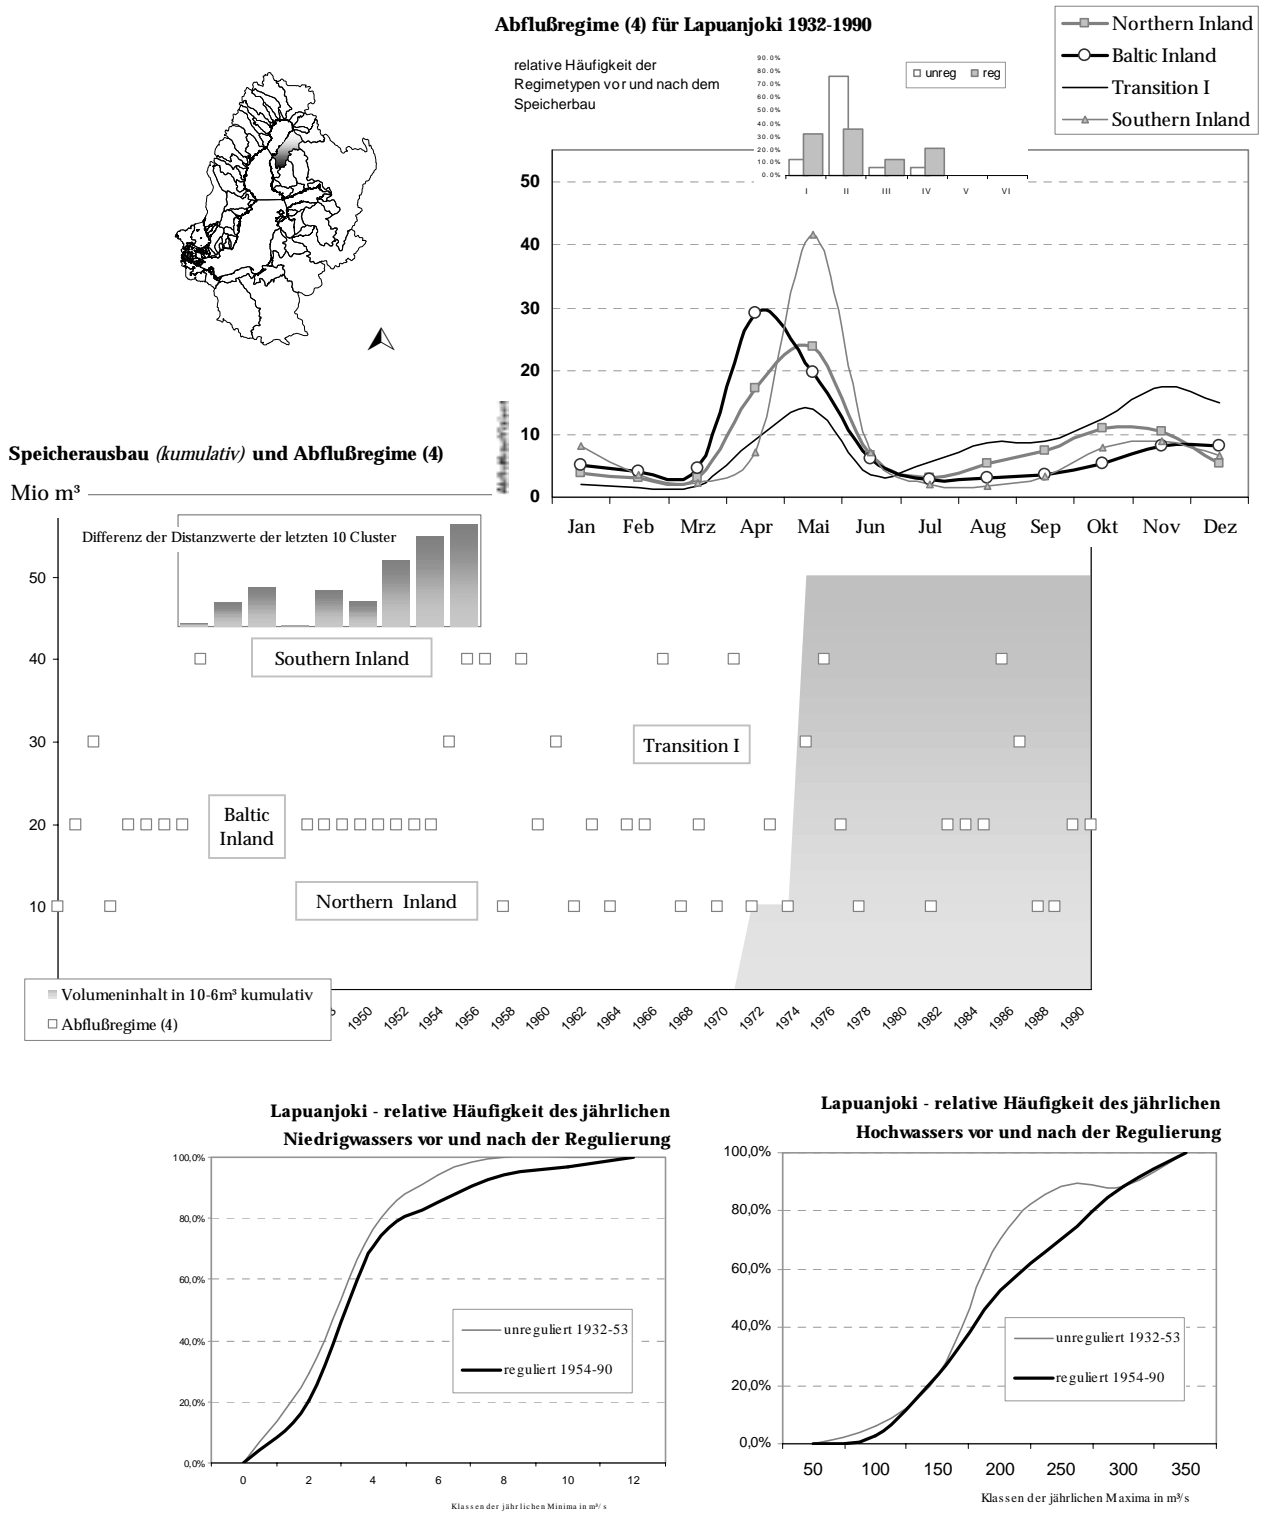 Abflußregime (4) für Lapuanjoki 1932-1990
Northern Inland
Baltic Inland
Transition I
Southern Inland
relative Häufigkeit der
Regimetypen vor und nach dem
Speicherbau
90.0%
80.0%
70.0%
60.0%
50.0%
40.0%
30.0%
20.0%
10.0%
0.0%
unreg
reg
I II III IV V VI
50
40
30
20
10
0
Jan Feb Mrz Apr Mai Jun Jul Aug Sep Okt Nov Dez
Speicherausbau (kumulativ) und Abflußregime (4)
Mio m³
Differenz der Distanzwerte der letzten 10 Cluster
50
40
30
20
10
Southern Inland
Transition I
Baltic
Inland
Northern Inland
Volumeninhalt in 10-6m³ kumulativ
Abflußregime (4)
1950 1952 1954 1956 1958 1960 1962 1964 1966 1968 1970 1972 1974 1976 1978 1980 1982 1984 1986 1988 1990
Lapuanjoki - relative Häufigkeit des jährlichen
Niedrigwassers vor und nach der Regulierung
100,0%
80,0%
60,0%
40,0%
20,0%
0,0%
unreguliert 1932-53
reguliert 1954-90
0 2 4 6 8 10 12
Klassen der jährlichen Minima in m³/s
Lapuanjoki - relative Häufigkeit des jährlichen
Hochwassers vor und nach der Regulierung
100,0%
80,0%
60,0%
40,0%
20,0%
0,0%
unreguliert 1932-53
reguliert 1954-90
50 100 150 200 250 300 350
Klassen der jährlichen Maxima in m³/s